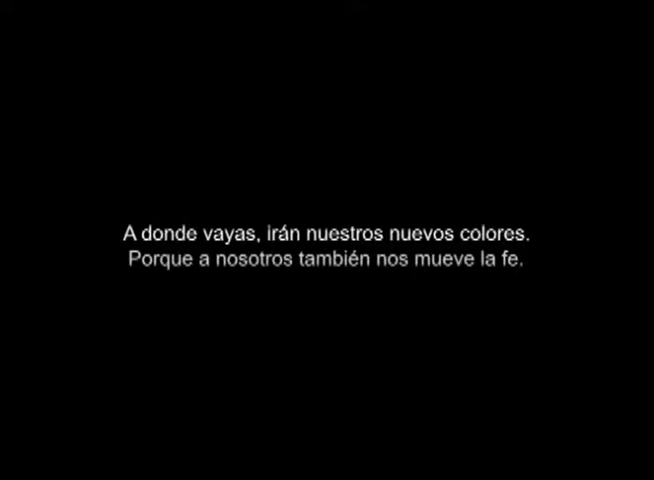 A donde vayas, irán nuestros nuevos colores.
Porque a nosotros también nos mueve la fe.